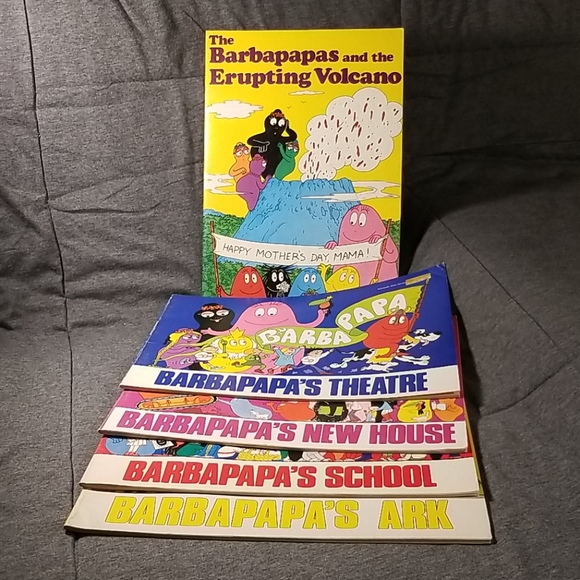 The
Barbapapas and the
Erupting Volcano
HAPPY MOTHER'S DAY, MAMA!
BARBAPAPA
BARBAPAPA'S THEATRE
BARBAPAPA'S NEW HOUSE
BARBAPAPA'S SCHOOL
BARBAPAPA'S ARK